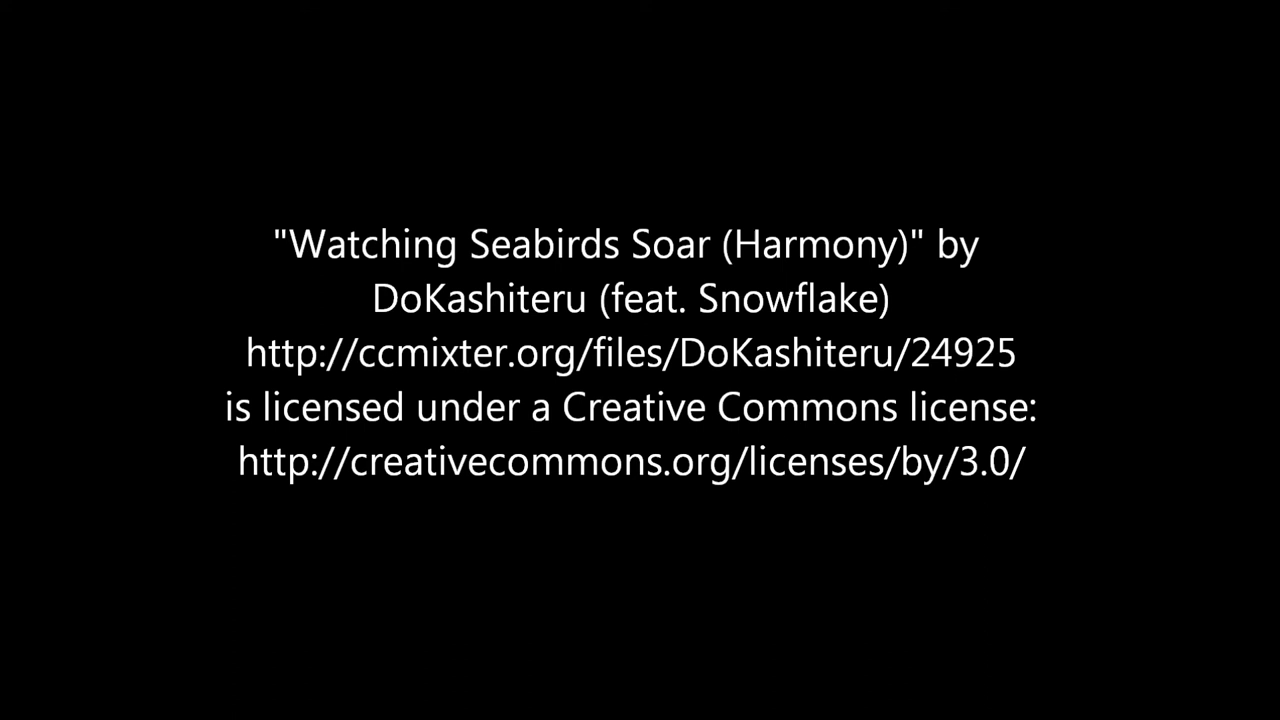 "Watching Seabirds Soar (Harmony)" by
DoKashiteru (feat. Snowflake)
http://ccmixter.org/files/DoKashiteru/24925
is licensed under a Creative Commons license:
http://creativecommons.org/licenses/by/3.0/